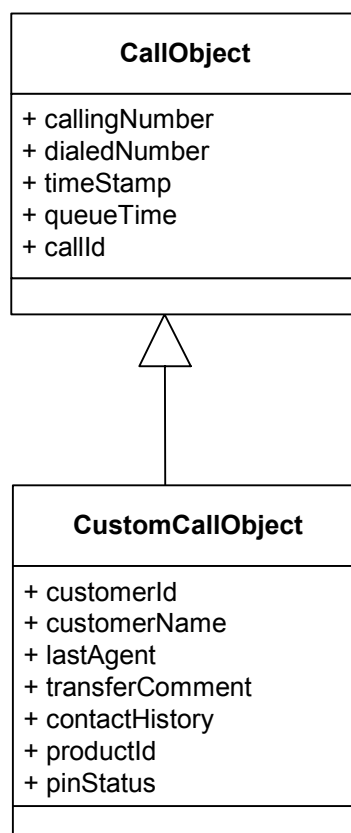 CallObject
+ callingNumber
+ dialedNumber
+ timeStamp
+ queueTime
+ callId
CustomCallObject
+ customerId
+ customerName
+ lastAgent
+ transferComment
+ contactHistory
+ productId
+ pinStatus